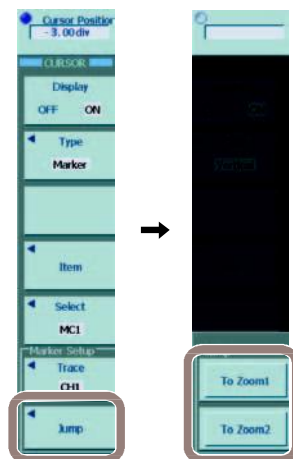 Cursor Position
-3.00div
CURSOR
Display
OFF ON
Type
Marker
Item
Select
MC1
Marker Setup
Trace
CH1
Jump
To Zoom1
To Zoom2